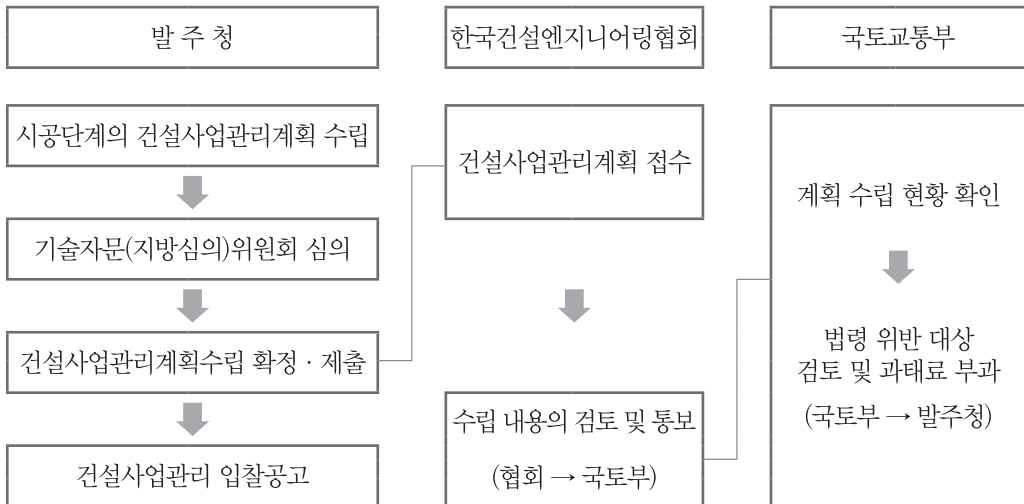 발 주 청
한국건설엔지니어링협회
국토교통부
시공단계의 건설사업관리계획 수립
기술자문(지방심의)위원회 심의
건설사업관리계획수립 확정 · 제출
건설사업관리 입찰공고
건설사업관리계획 접수
수립 내용의 검토 및 통보
(협회 → 국토부)
계획 수립 현황 확인
법령 위반 대상
검토 및 과태료 부과
(국토부 → 발주청)